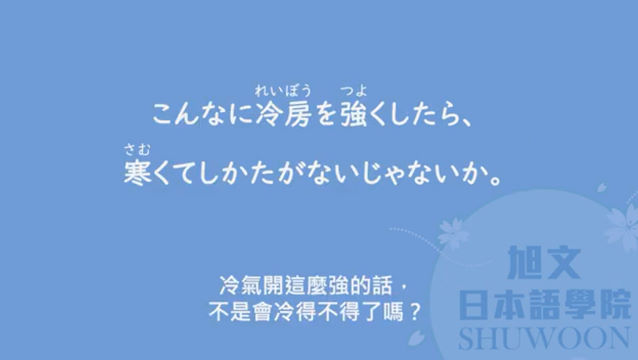 れいぼう つよ
こんなに冷房を強くしたら、
さむ
寒くてしかたがないじゃないか。
冷氣開這麼強的話，
不是會冷得不得了嗎？
旭文
日本語學院
SHUWOON